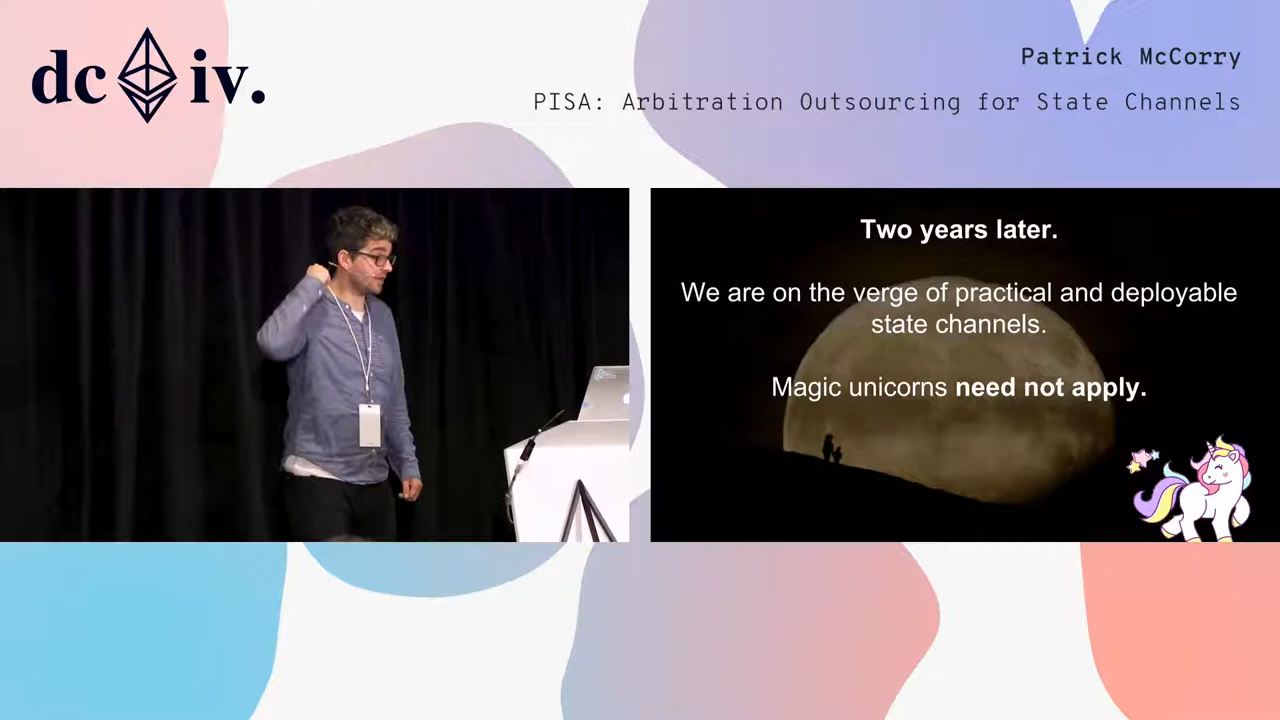 dc iv.
Patrick McCorry
PISA: Arbitration Outsourcing for State Channels
Two years later.
We are on the verge of practical and deployable
state channels.
Magic unicorns need not apply.